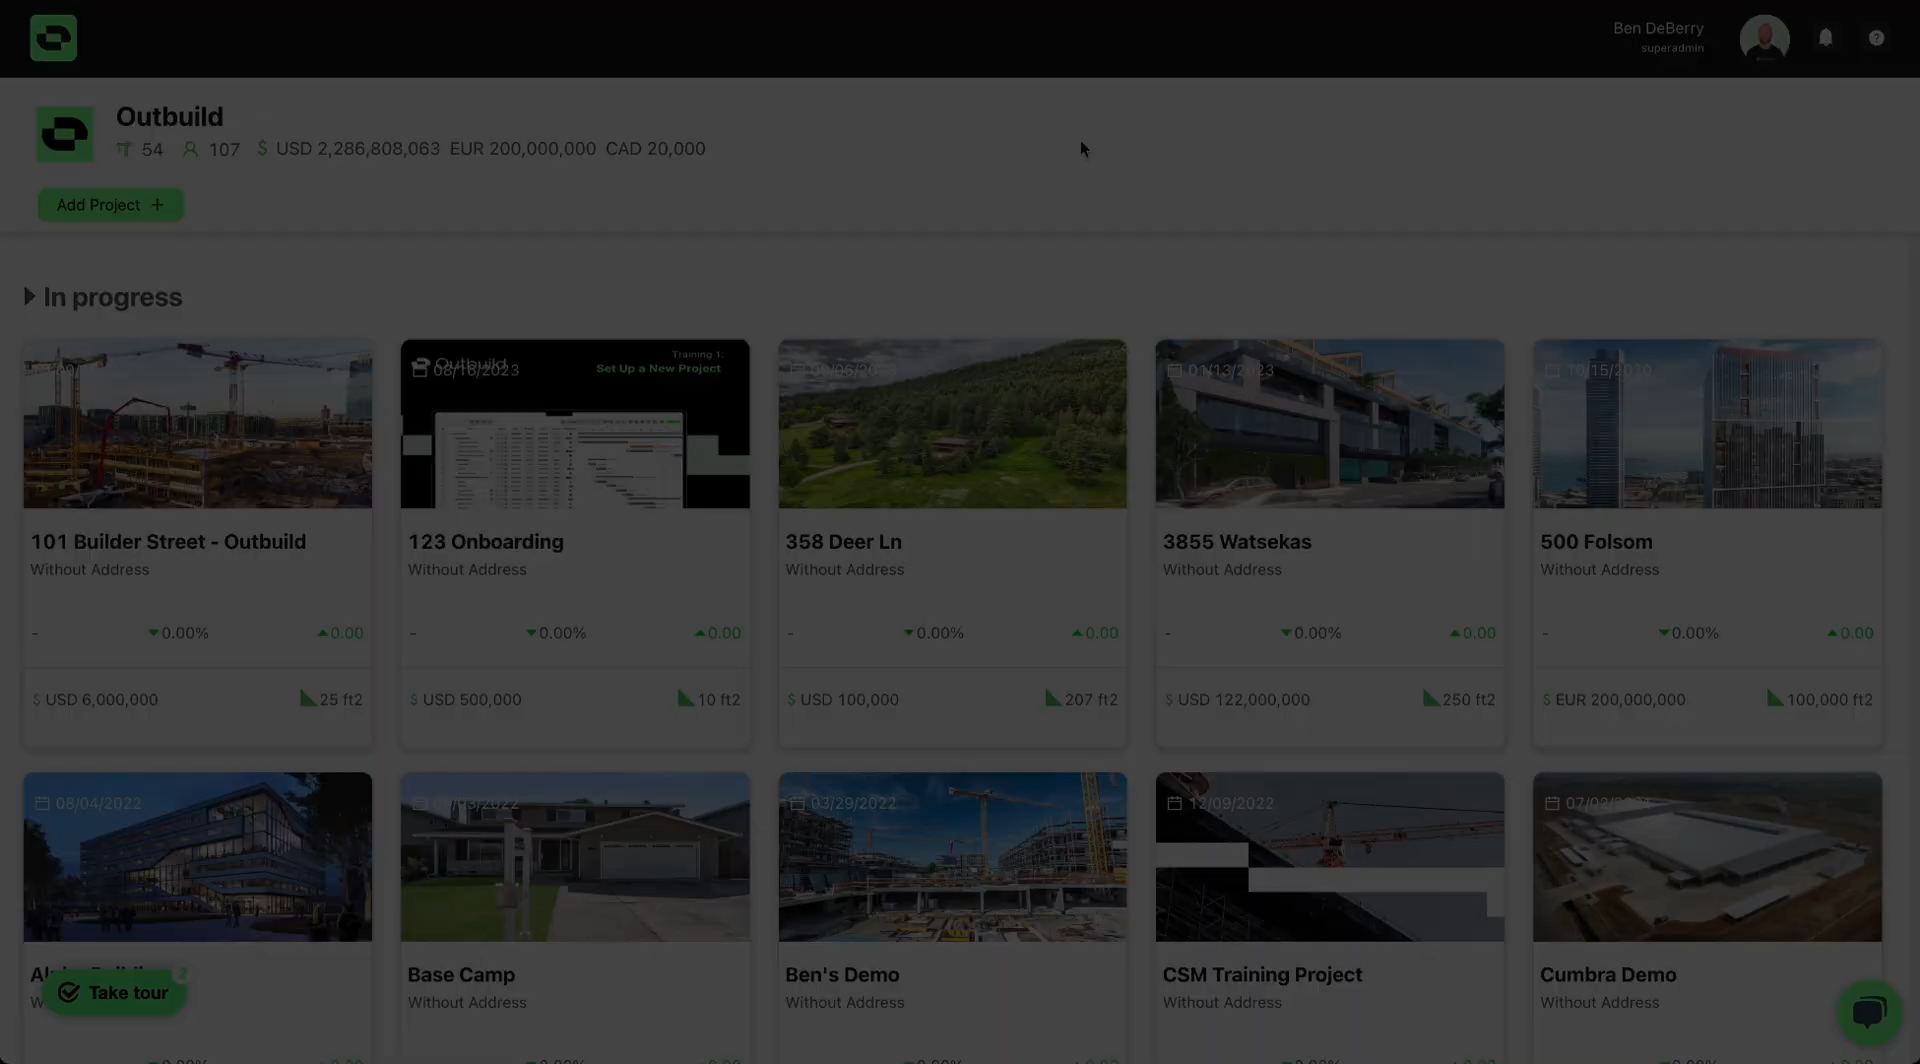 Ben DeBerry
superadmin
Outbuild
54 107 $ USD 2,286,808,063 EUR 200,000,000 CAD 20,000
Add Project +
In progress
Outbuild
08/16/2023
Training 1:
Set Up a New Project
01/13/2023
10/15/2020
101 Builder Street - Outbuild
Without Address
- 0.00% 0.00
$ USD 6,000,000 25 ft2
123 Onboarding
Without Address
- 0.00% 0.00
$ USD 500,000 10 ft2
358 Deer Ln
Without Address
- 0.00% 0.00
$ USD 100,000 207 ft2
3855 Watsekas
Without Address
- 0.00% 0.00
$ USD 122,000,000 250 ft2
500 Folsom
Without Address
- 0.00% 0.00
$ EUR 200,000,000 100,000 ft2
08/04/2022
03/29/2022
12/09/2022
Take tour
2
Base Camp
Without Address
Ben's Demo
Without Address
CSM Training Project
Without Address
Cumbra Demo
Without Address